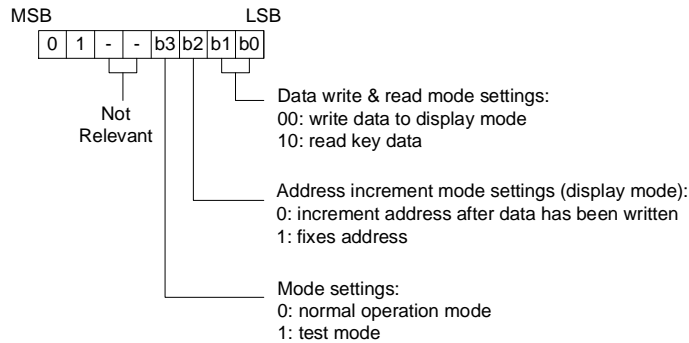 MSB LSB
0 1 - - b3 b2 b1 b0
Not
Relevant
Data write & read mode settings:
00: write data to display mode
10: read key data
Address increment mode settings (display mode):
0: increment address after data has been written
1: fixes address
Mode settings:
0: normal operation mode
1: test mode